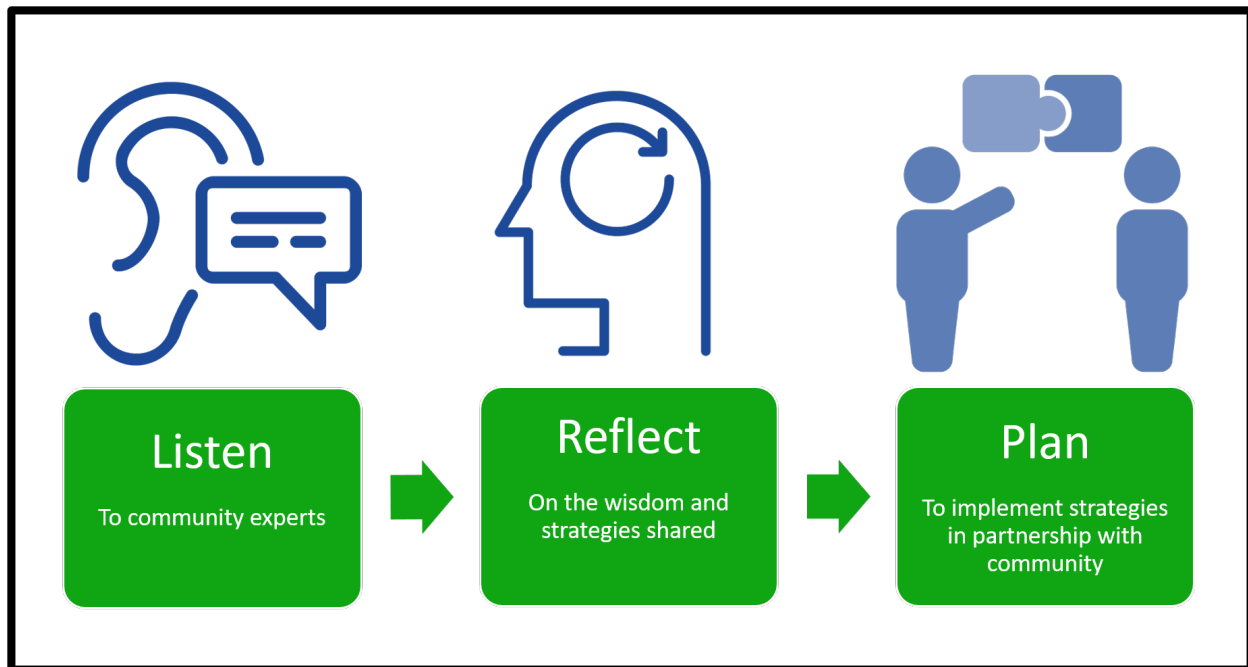 Listen
To community experts
Reflect
On the wisdom and
strategies shared
Plan
To implement strategies
in partnership with
community